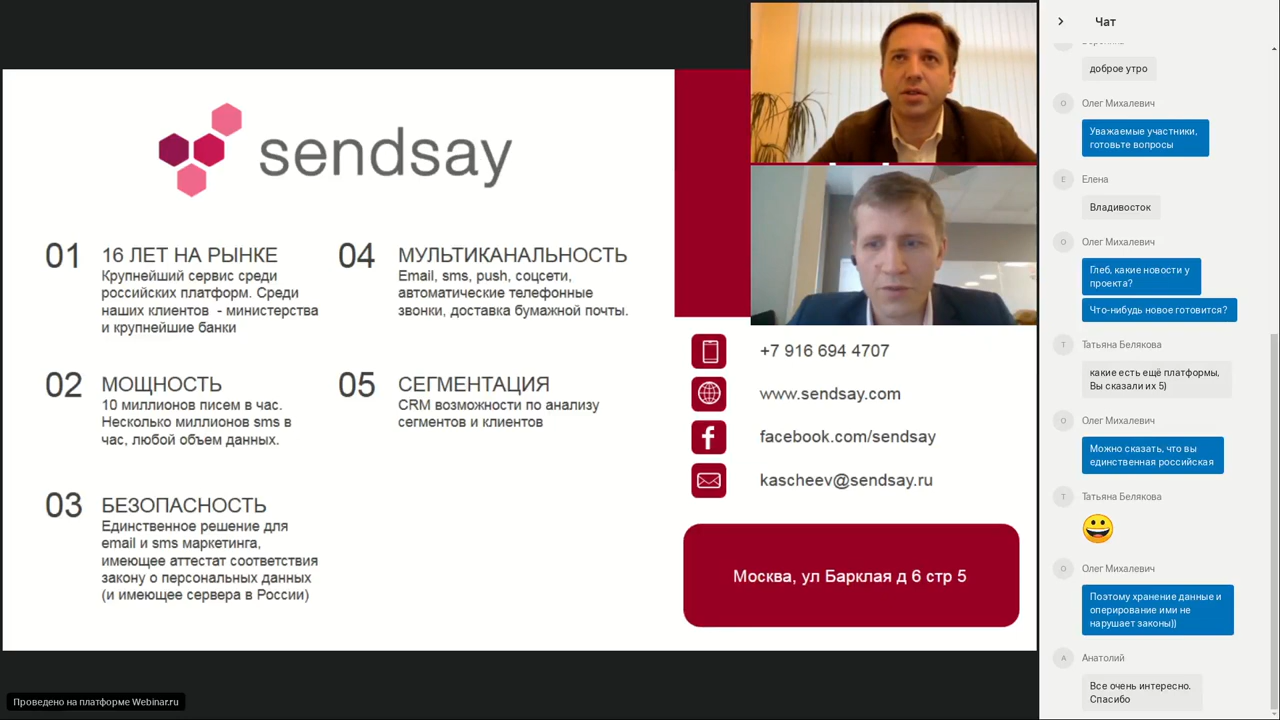 sendsay
01
16 ЛЕТ НА РЫНКЕ
Крупнейший сервис среди
российских платформ. Среди
наших клиентов  - министерства
и крупнейшие банки
02
МОЩНОСТЬ
10 миллионов писем в час.
Несколько миллионов sms в
час, любой объем данных.
03
БЕЗОПАСНОСТЬ
Единственное решение для
email и sms маркетинга,
имеющее аттестат соответствия
закону о персональных данных
(и имеющее сервера в России)
04
МУЛЬТИКАНАЛЬНОСТЬ
Email, sms, push, соцсети,
автоматические телефонные
звонки, доставка бумажной почты.
05
СЕГМЕНТАЦИЯ
CRM возможности по анализу
сегментов и клиентов
+7 916 694 4707
www.sendsay.com
f
facebook.com/sendsay
kascheev@sendsay.ru
Москва, ул Барклая д 6 стр 5
Проведено на платформе Webinar.ru
Чат
доброе утро
О
Олег Михалевич
Уважаемые участники,
готовьте вопросы
Е
Елена
Владивосток
О
Олег Михалевич
Глеб, какие новости у
проекта?
Что-нибудь новое готовится?
Т
Татьяна Белякова
какие есть ещё платформы,
Вы сказали их 5)
О
Олег Михалевич
Можно сказать, что вы
единственная российская
Т
Татьяна Белякова
О
Олег Михалевич
Поэтому хранение данные и
оперирование ими не
нарушает законы))
А
Анатолий
Все очень интересно.
Спасибо